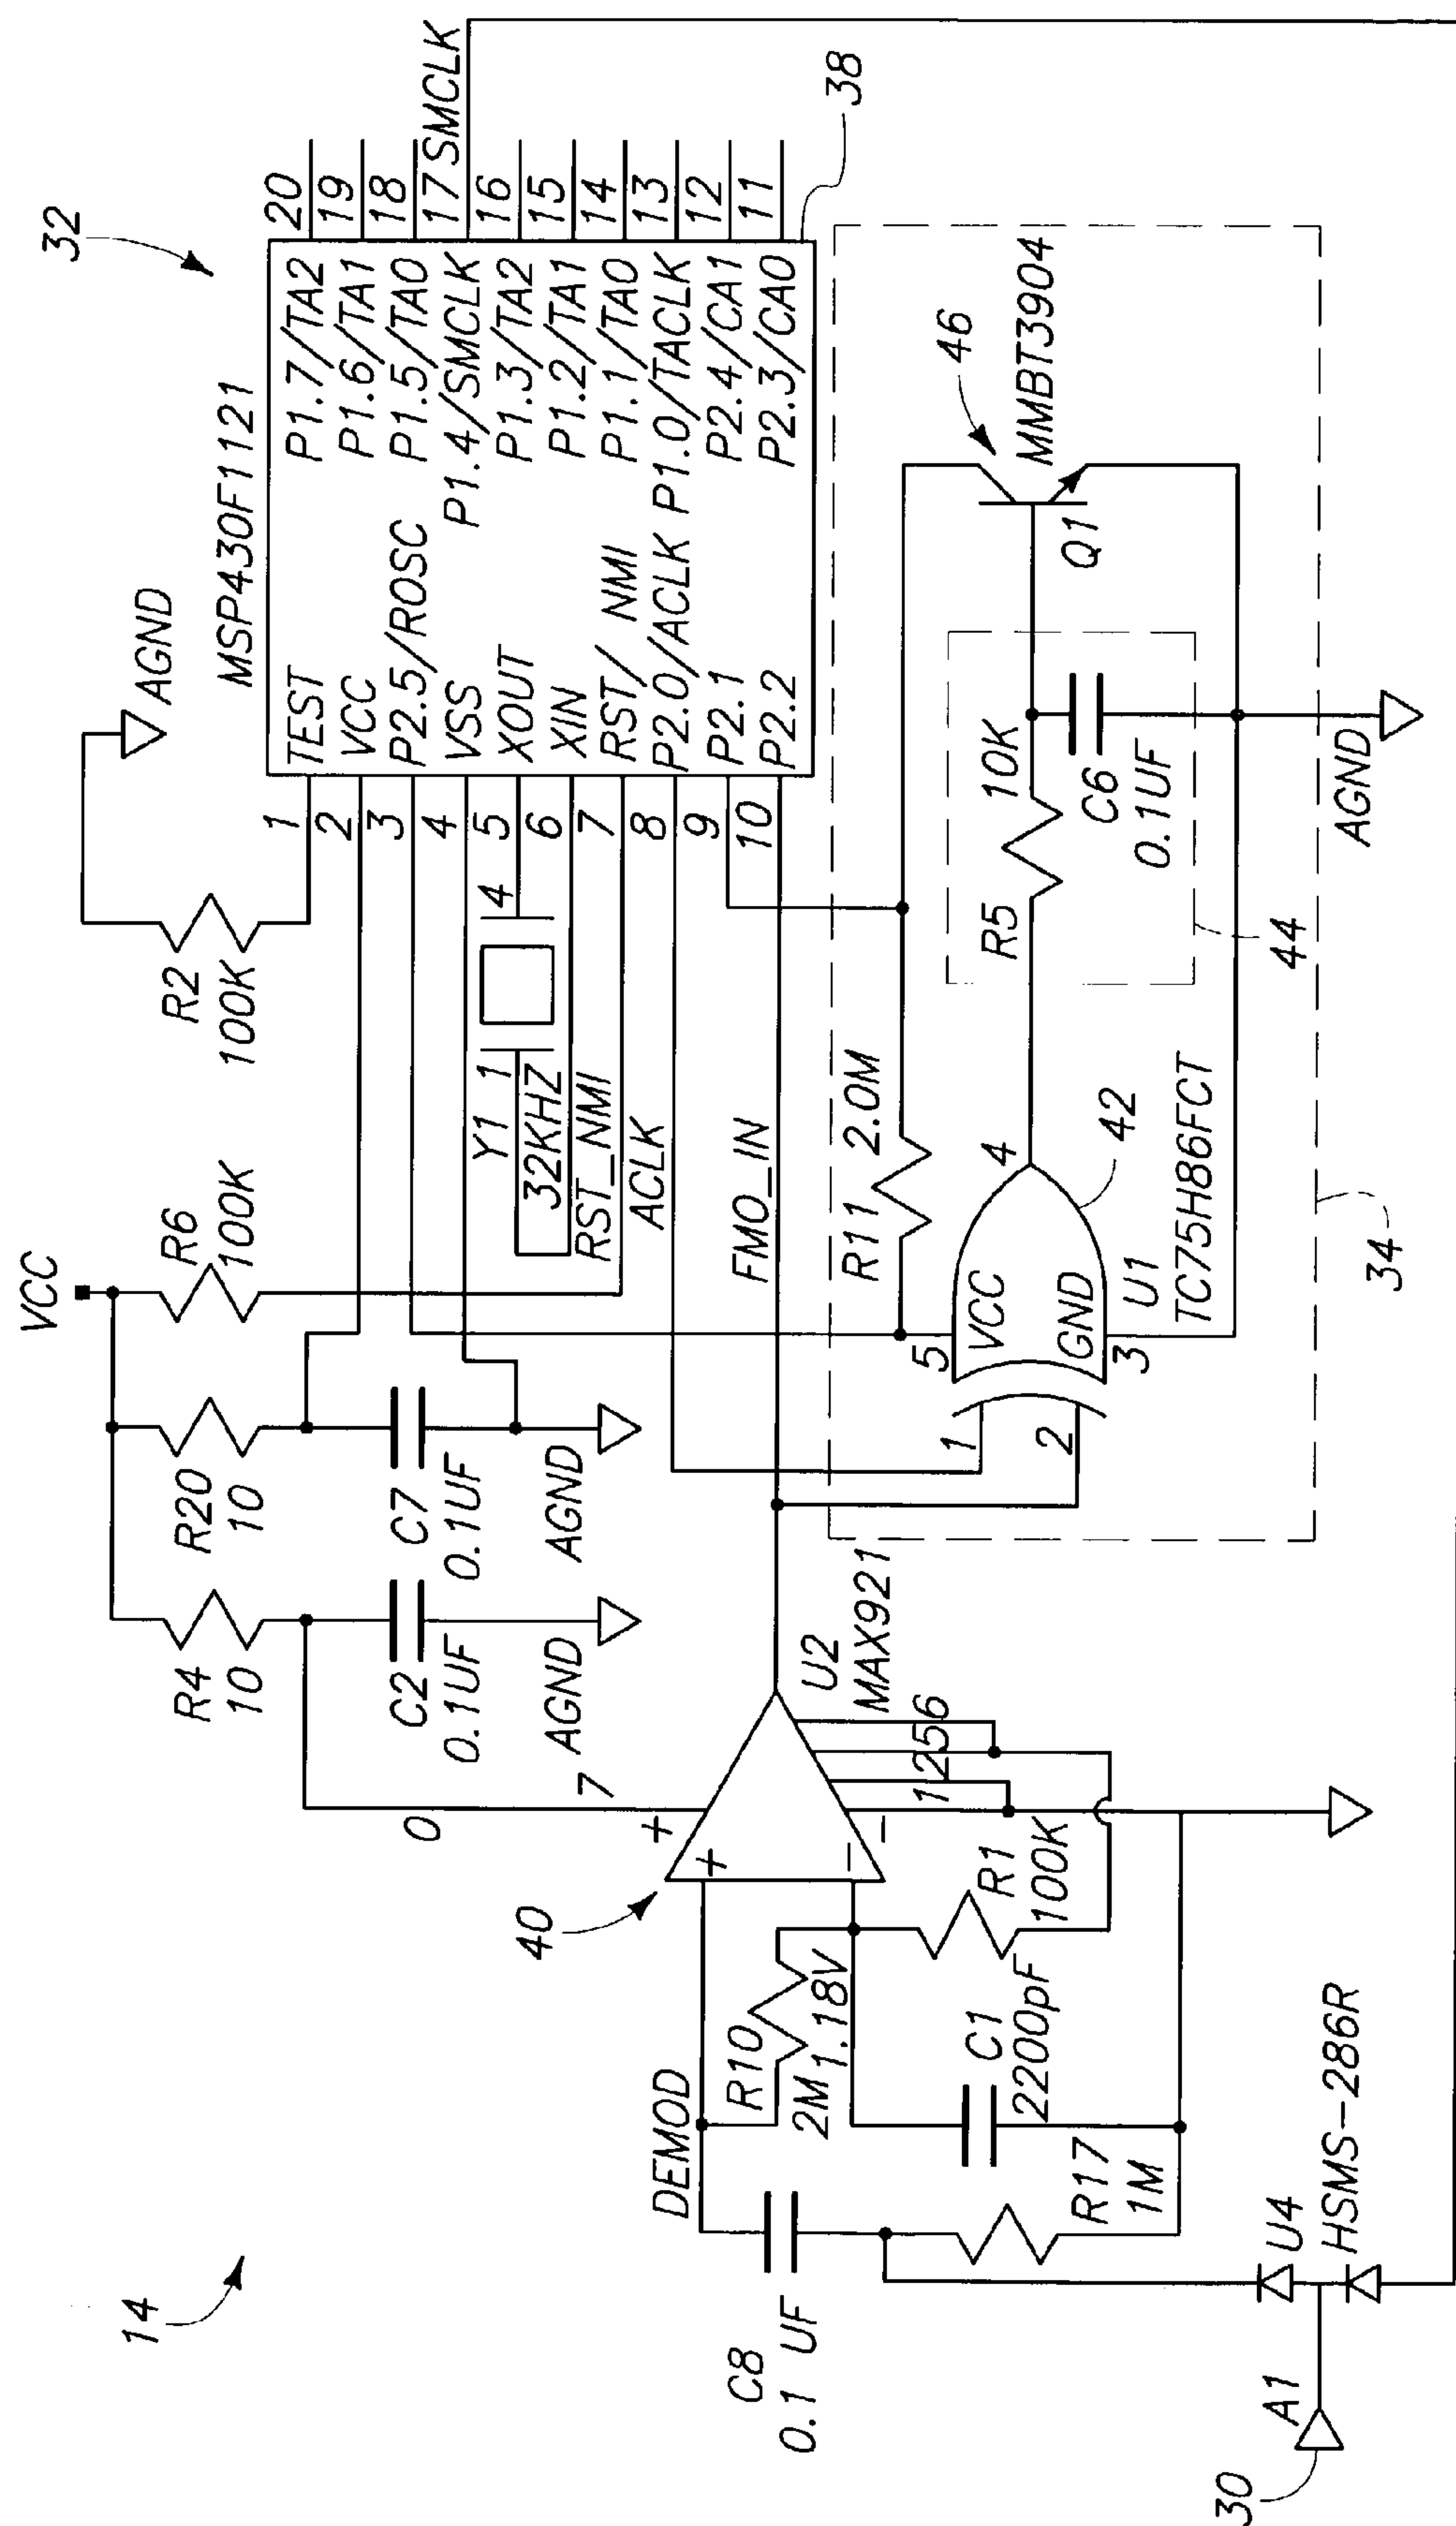 14
32
VCC
R4
10
R20
10
R6
100K
R2
100K
AGND
MSP430F1121
C2
0.1UF
AGND
C7
0.1UF
AGND
Y1
1
4
32KHZ
RST_NMI
ACLK
FMO_IN
1 TEST
2 VCC
3 P2.5/ROSC
4 VSS
5 XOUT
6 XIN
7 RST/ NMI
8 P2.0/ACLK
9 P2.1
10 P2.2
P1.7/TA2 20
P1.6/TA1 19
P1.5/TA0 18
P1.4/SMCLK 17 SMCLK
P1.3/TA2 16
P1.2/TA1 15
P1.1/TA0 14
P1.0/TACLK 13
P2.4/CA1 12
P2.3/CA0 11
38
0
7
40
+
+
−
−
U2
MAX921
1
2
5
6
DEMOD
R10
2M
1.18V
C8
0.1 UF
C1
2200pF
R1
100K
R17
1M
U4
HSMS-286R
A1
30
R11 2.0M
5
VCC
GND
3
1
2
4
42
U1
TC75H86FCT
R5
10K
C6
0.1UF
44
Q1
46
MMBT3904
34
AGND